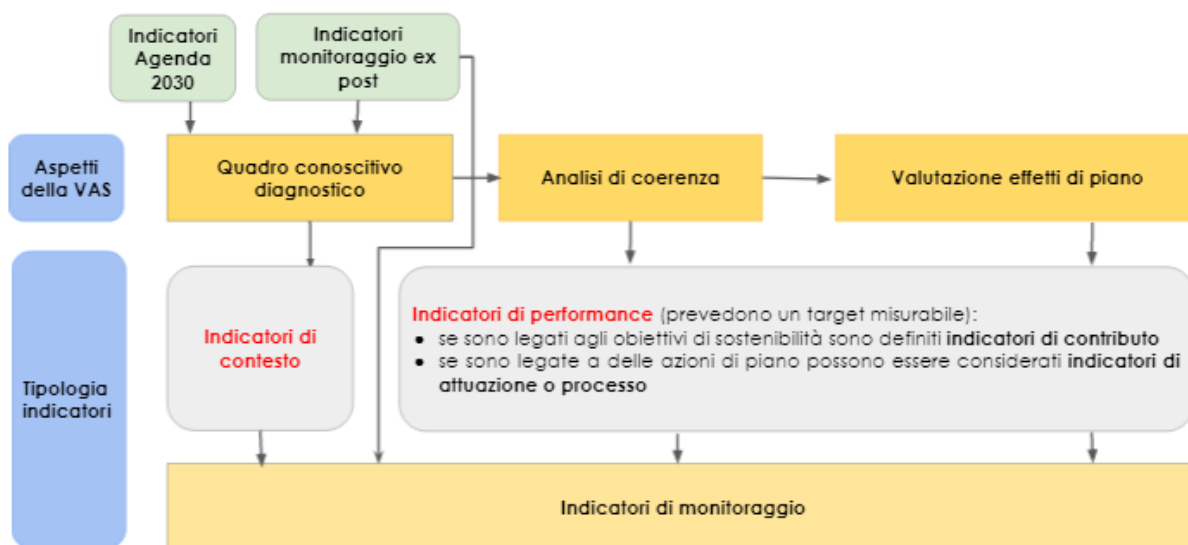 Indicatori
Agenda
2030
Indicatori
monitoraggio ex
post
Aspetti
della VAS
Quadro conoscitivo
diagnostico
Analisi di coerenza
Valutazione effetti di piano
Tipologia
indicatori
Indicatori di
contesto
Indicatori di performance (prevedono un target misurabile):
• se sono legati agli obiettivi di sostenibilità sono definiti indicatori di contributo
• se sono legate a delle azioni di piano possono essere considerati indicatori di
attuazione o processo
Indicatori di monitoraggio